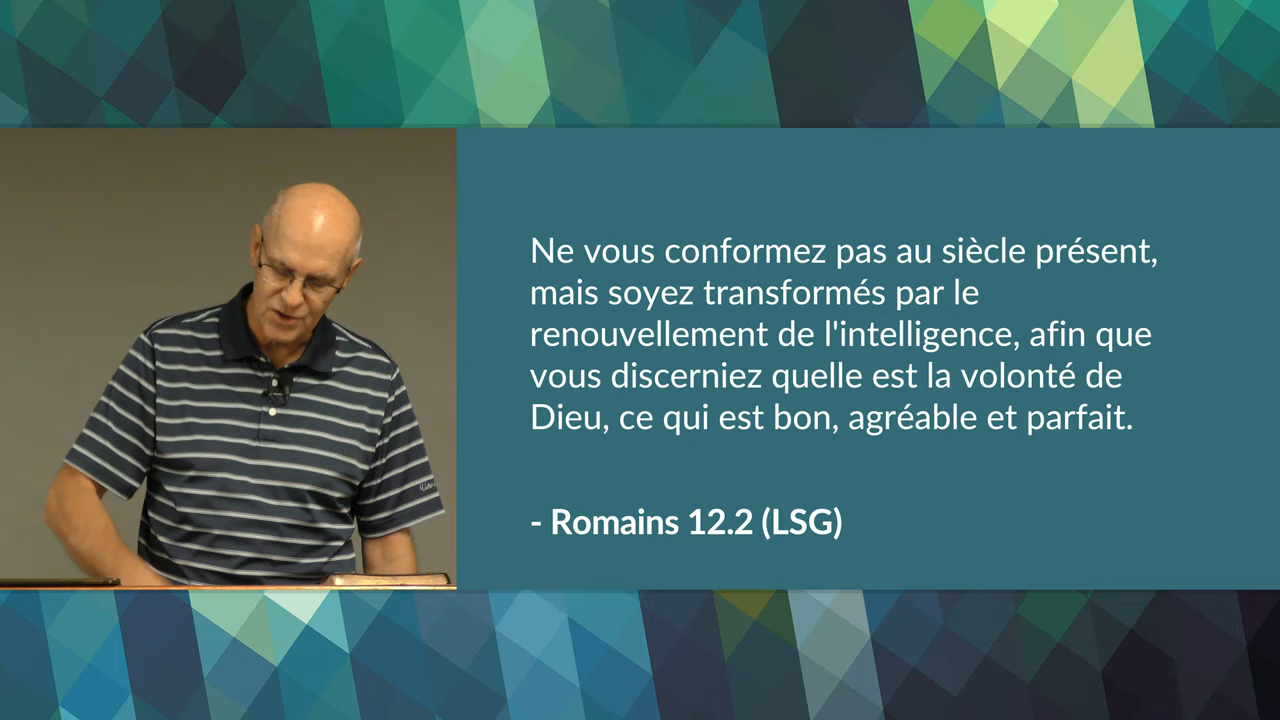 Ne vous conformez pas au siècle présent,
mais soyez transformés par le
renouvellement de l'intelligence, afin que
vous discerniez quelle est la volonté de
Dieu, ce qui est bon, agréable et parfait.
- Romains 12.2 (LSG)